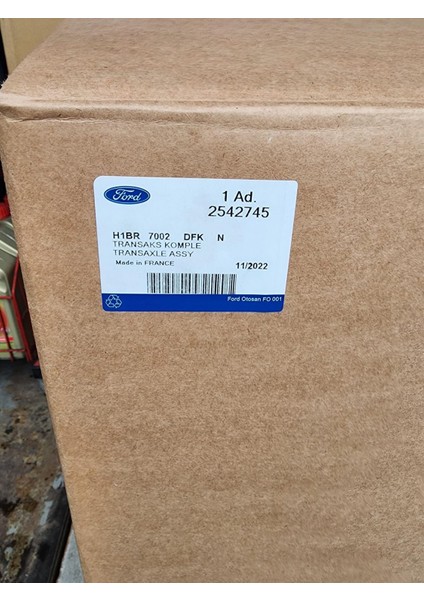 Ford
1 Ad.
2542745
H1BR 7002 DFK N
TRANSAKS KOMPLE
TRANSAXLE ASSY
Made in FRANCE
11/2022
Ford Otosan FO 001